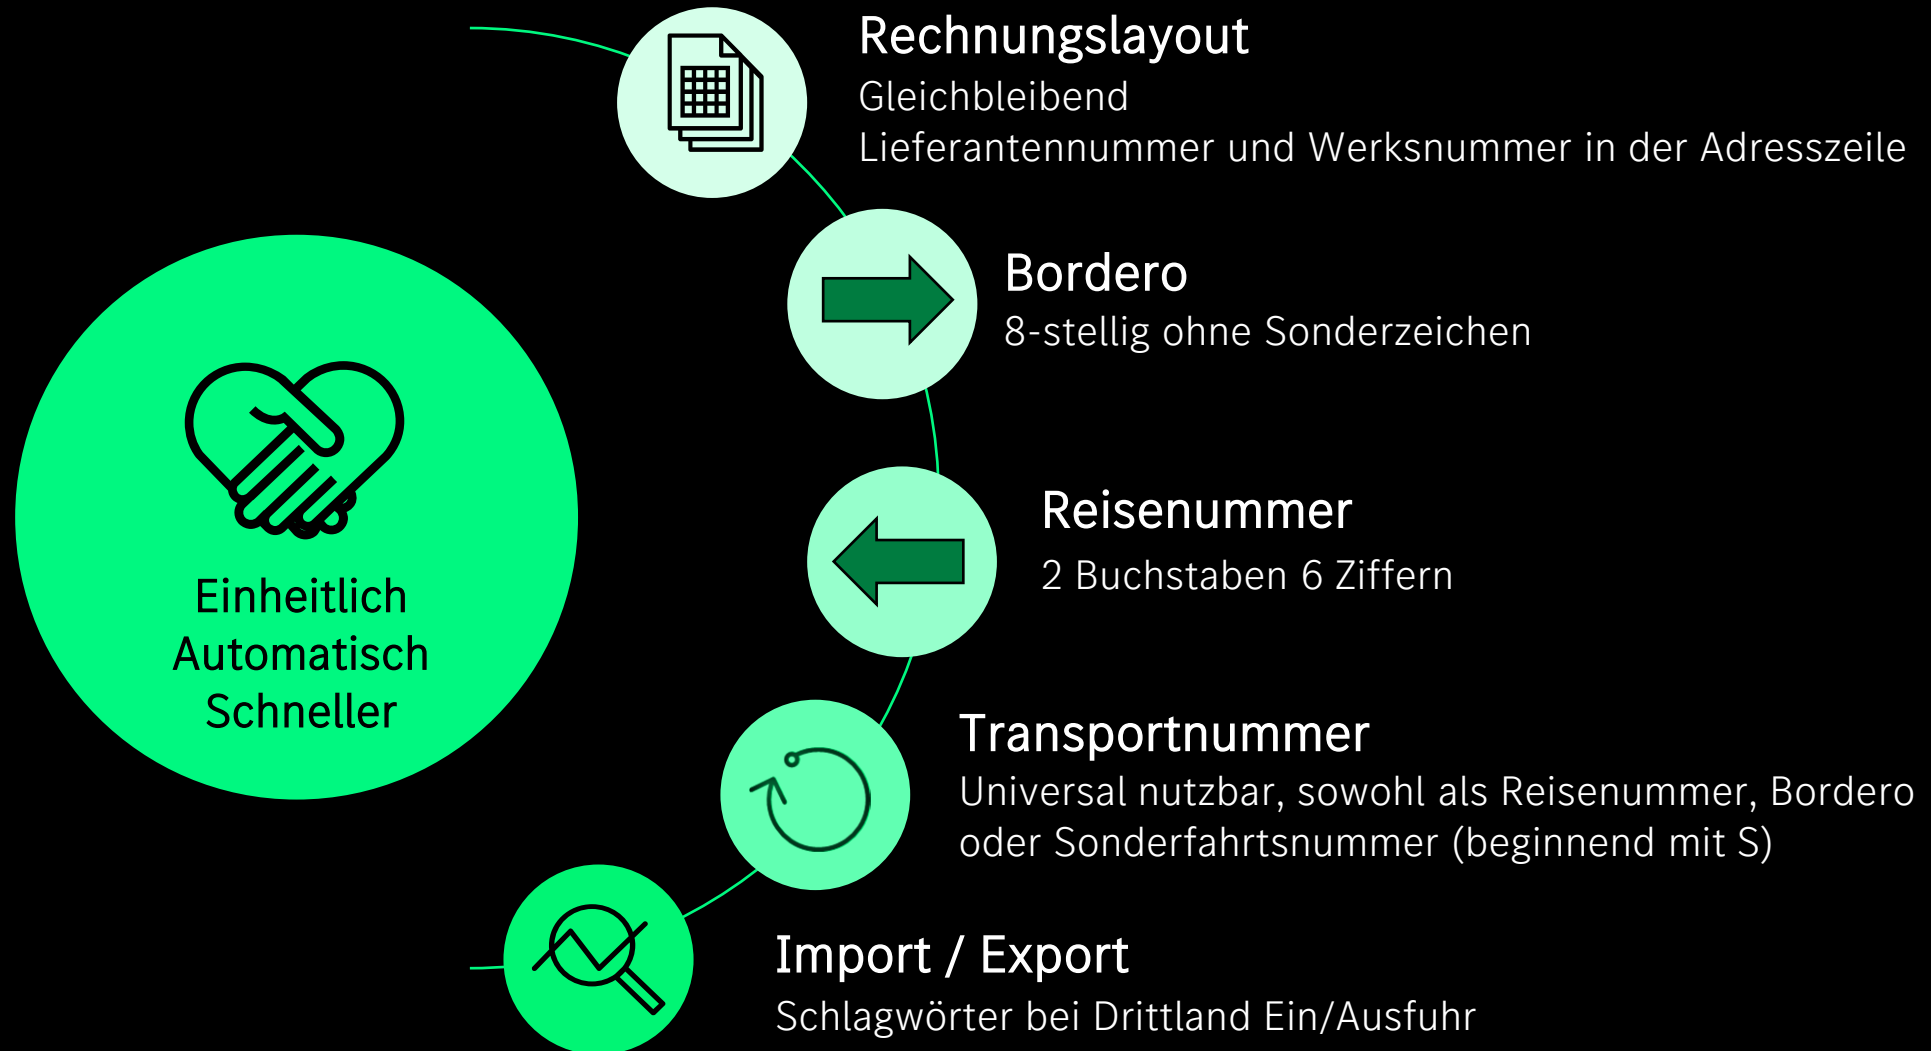 Rechnungslayout
Gleichbleibend
Lieferantennummer und Werksnummer in der Adresszeile
Bordero
8-stellig ohne Sonderzeichen
Einheitlich
Automatisch
Schneller
Reisenummer
2 Buchstaben 6 Ziffern
Transportnummer
Universal nutzbar, sowohl als Reisenummer, Bordero
oder Sonderfahrtsnummer (beginnend mit S)
Import / Export
Schlagwörter bei Drittland Ein/Ausfuhr